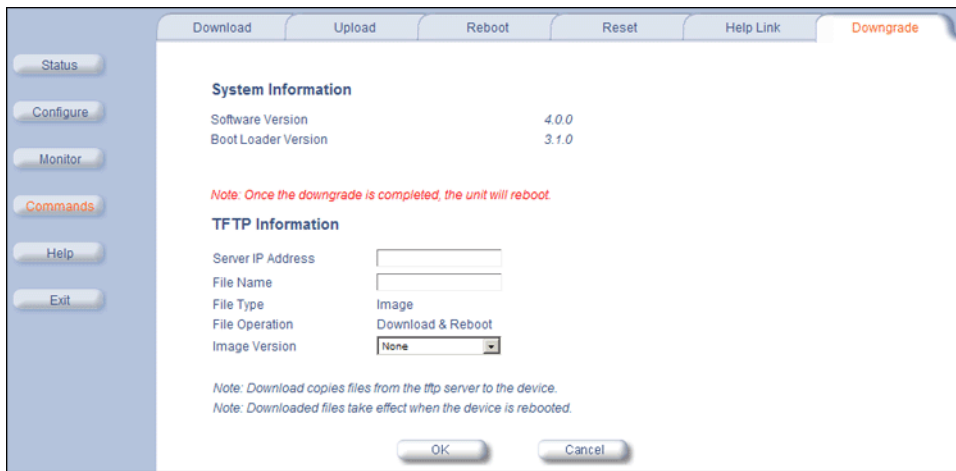 Download Upload Reboot Reset Help Link Downgrade
Status
Configure
Monitor
Commands
Help
Exit
System Information
Software Version 4.0.0
Boot Loader Version 3.1.0
Note: Once the downgrade is completed, the unit will reboot.
TFTP Information
Server IP Address
File Name
File Type Image
File Operation Download & Reboot
Image Version None
Note: Download copies files from the tftp server to the device.
Note: Downloaded files take effect when the device is rebooted.
OK Cancel